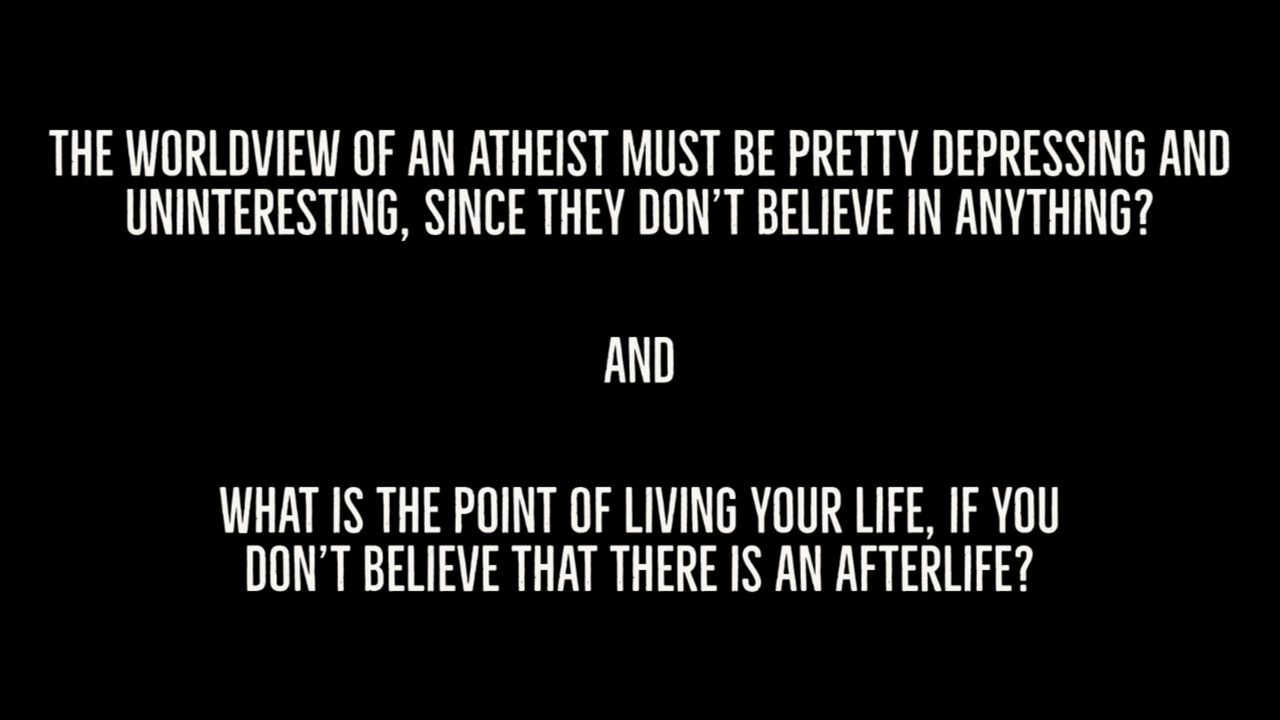 THE WORLDVIEW OF AN ATHEIST MUST BE PRETTY DEPRESSING AND
UNINTERESTING, SINCE THEY DON'T BELIEVE IN ANYTHING?
AND
WHAT IS THE POINT OF LIVING YOUR LIFE, IF YOU
DON'T BELIEVE THAT THERE IS AN AFTERLIFE?